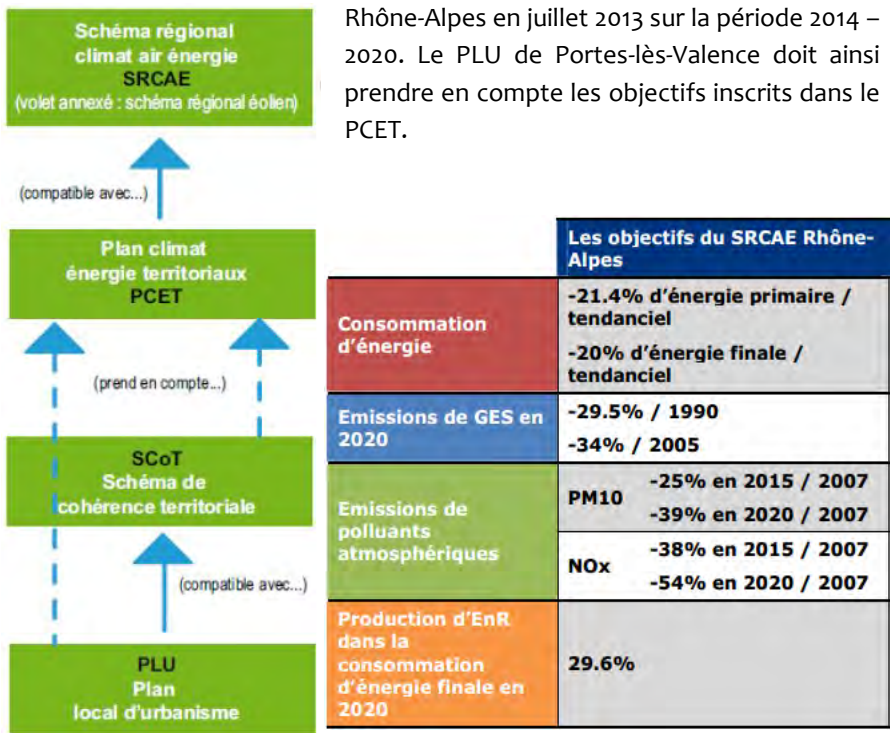 Rhône-Alpes en juillet 2013 sur la période 2014 –
2020. Le PLU de Portes-lès-Valence doit ainsi
prendre en compte les objectifs inscrits dans le
PCET.
Schéma régional
climat air énergie
SRCAE
(volet annexé : schéma régional éolien)
(compatible avec...)
Plan climat
énergie territoriaux
PCET
(prend en compte...)
SCoT
Schéma de
cohérence territoriale
(compatible avec...)
PLU
Plan
local d'urbanisme
Les objectifs du SRCAE Rhône-
Alpes
Consommation
d'énergie
-21.4% d'énergie primaire /
tendanciel
-20% d'énergie finale /
tendanciel
Emissions de GES en
2020
-29.5% / 1990
-34% / 2005
Emissions de
polluants
atmosphériques
PM10
-25% en 2015 / 2007
-39% en 2020 / 2007
NOx
-38% en 2015 / 2007
-54% en 2020 / 2007
Production d'EnR
dans la
consommation
d'énergie finale en
2020
29.6%